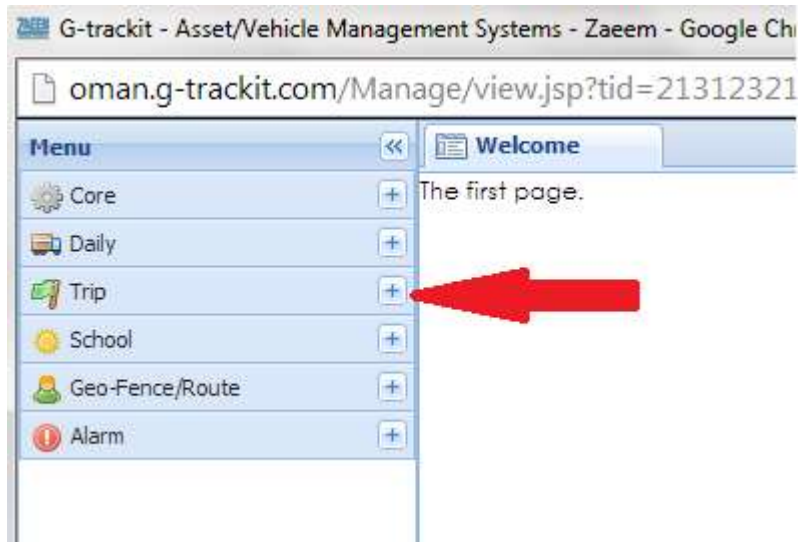 G-trackit - Asset/Vehicle Management Systems - Zaeem - Google Ch
oman.g-trackit.com/Manage/view.jsp?tid=21312321
Menu
Welcome
Core
The first page.
Daily
Trip
School
Geo-Fence/Route
Alarm